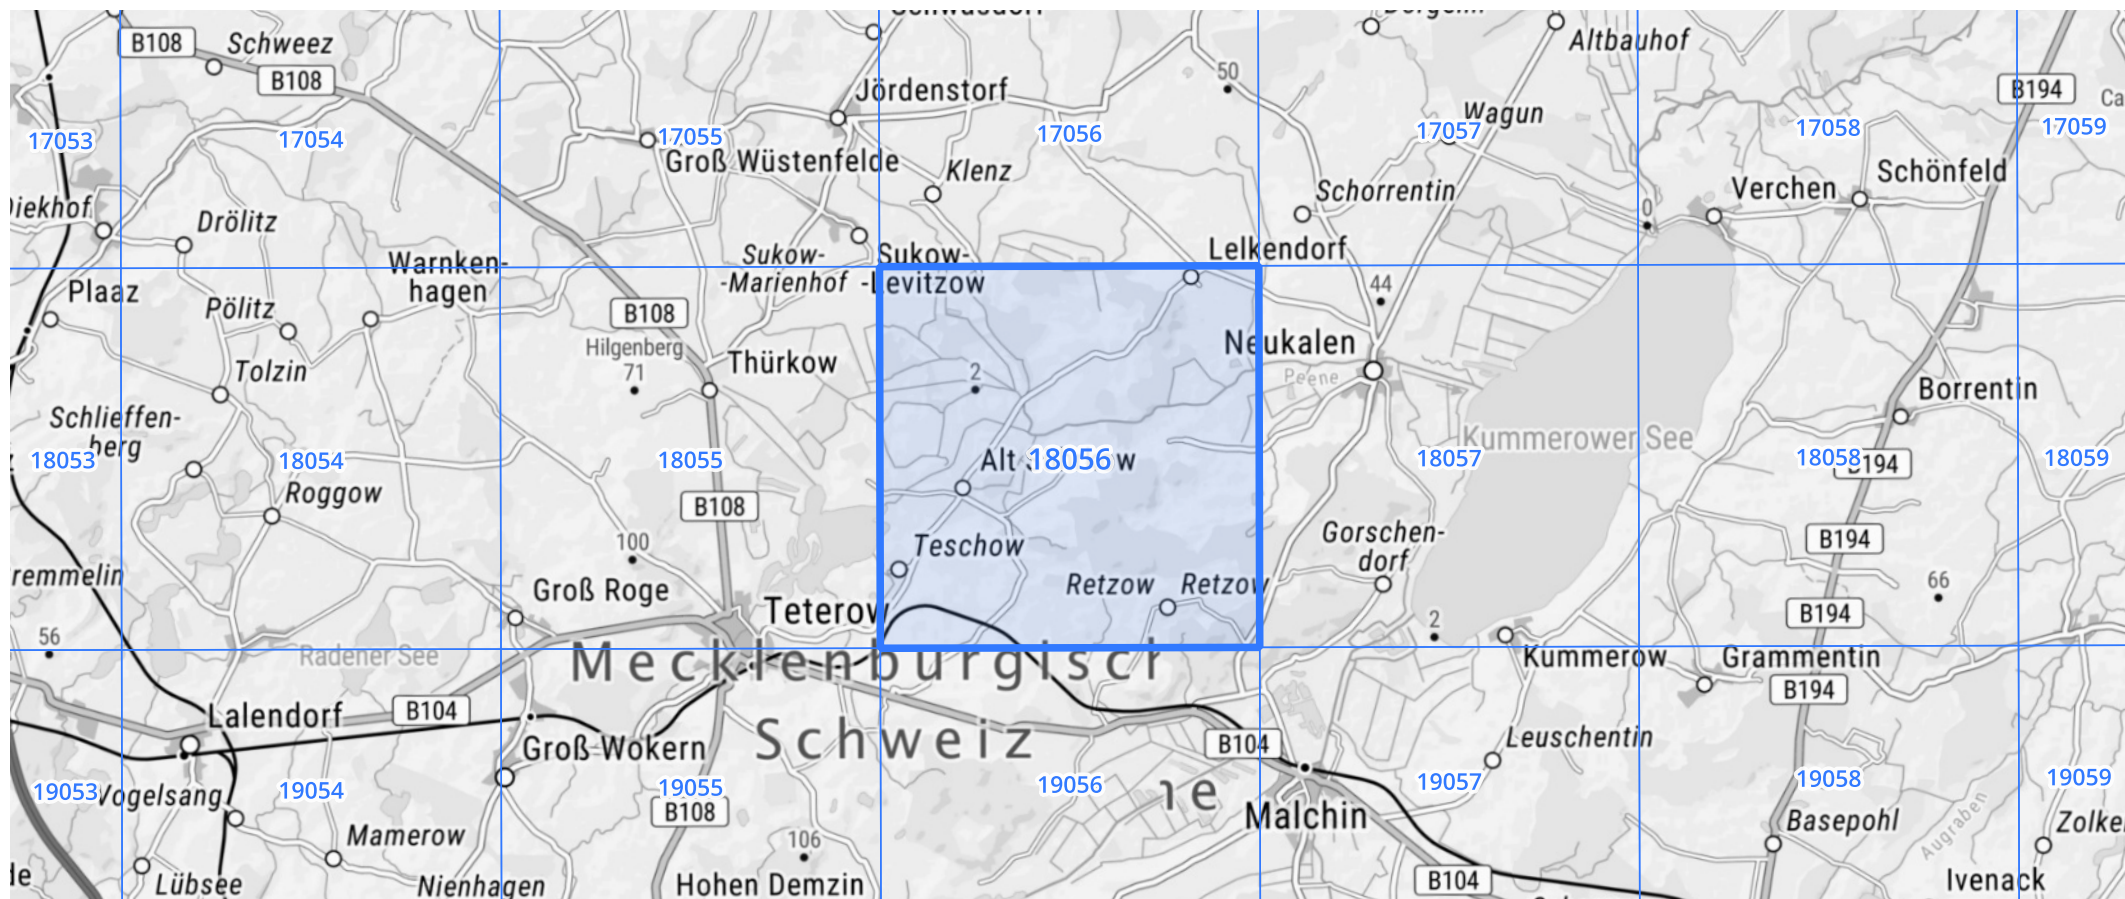 B108
Schweez
B108
Altbauhof
50
Jördenstorf
B194
Wagun
17053
17054
17055
17056
17057
17058
17059
Groß Wüstenfelde
Klenz
Schorrentin
Verchen
Schönfeld
Drölitz
0
Sukow-
-Marienhof
Sukow-
-Levitzow
Lelkendorf
Warnken-
hagen
Plaaz
Pölitz
B108
44
Hilgenberg
71
Thürkow
Neukalen
Peene
Tolzin
2
Borrentin
Schlieffen-
berg
Kummerower See
18053
18054
18055
18056
18057
18058
B194
18059
Roggow
B108
Gorschen-
dorf
B194
100
Teschow
Retzow
Retzow
66
Groß Roge
Teterow
B194
56
2
Radener See
Kummerow
Grammentin
B194
Lalendorf
B104
Schweiz
Groß Wokern
B104
Leuschentin
19053
Vogelsang
19054
19055
B108
19056
19057
19058
19059
Malchin
Basepohl
Augraben
Mamerow
106
Lübsee
Nienhagen
Hohen Demzin
B104
Ivenack